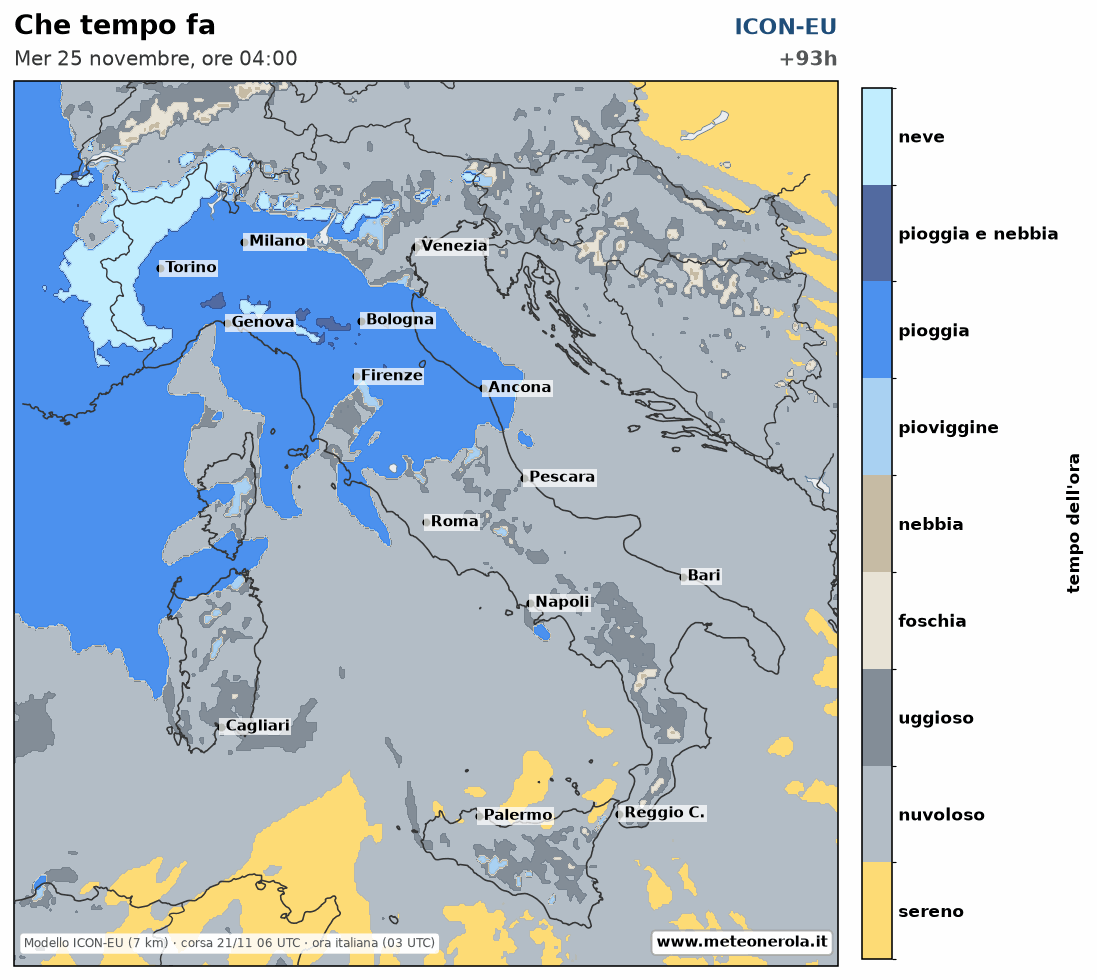 Che tempo fa
ICON-EU
Mer 25 novembre, ore 04:00
+93h
neve
pioggia e nebbia
pioggia
pioviggine
nebbia
foschia
uggioso
nuvoloso
sereno
tempo dell'ora
Milano
Venezia
Torino
Genova
Bologna
Firenze
Ancona
Pescara
Roma
Bari
Napoli
Cagliari
Palermo
Reggio C.
Modello ICON-EU (7 km) · corsa 21/11 06 UTC · ora italiana (03 UTC)
www.meteonerola.it